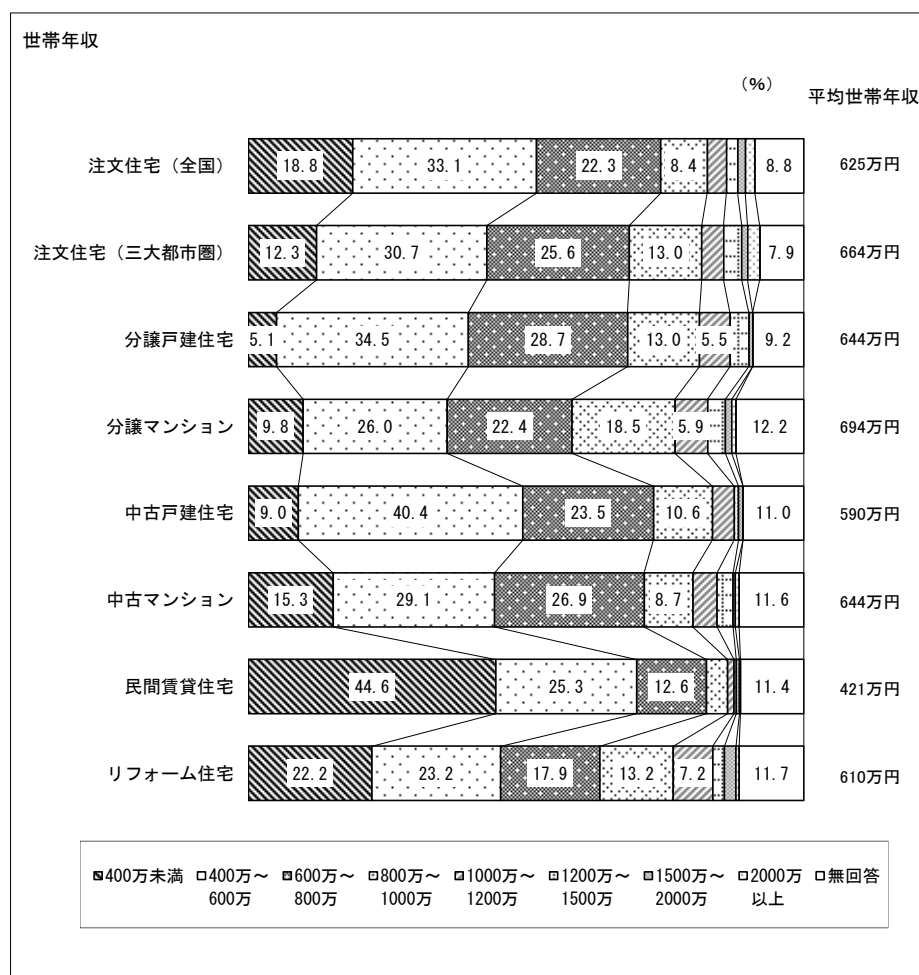 世帯年収
(%)
平均世帯年収
注文住宅(全国) 18.8 33.1 22.3 8.4 8.8 625万円
注文住宅(三大都市圏) 12.3 30.7 25.6 13.0 7.9 664万円
分譲戸建住宅 5.1 34.5 28.7 13.0 5.5 9.2 644万円
分譲マンション 9.8 26.0 22.4 18.5 5.9 12.2 694万円
中古戸建住宅 9.0 40.4 23.5 10.6 11.0 590万円
中古マンション 15.3 29.1 26.9 8.7 11.6 644万円
民間賃貸住宅 44.6 25.3 12.6 11.4 421万円
リフォーム住宅 22.2 23.2 17.9 13.2 7.2 11.7 610万円
400万未満 400万～ 600万～ 800万～ 1000万～ 1200万～ 1500万～ 2000万 無回答
600万 800万 1000万 1200万 1500万 2000万 以上